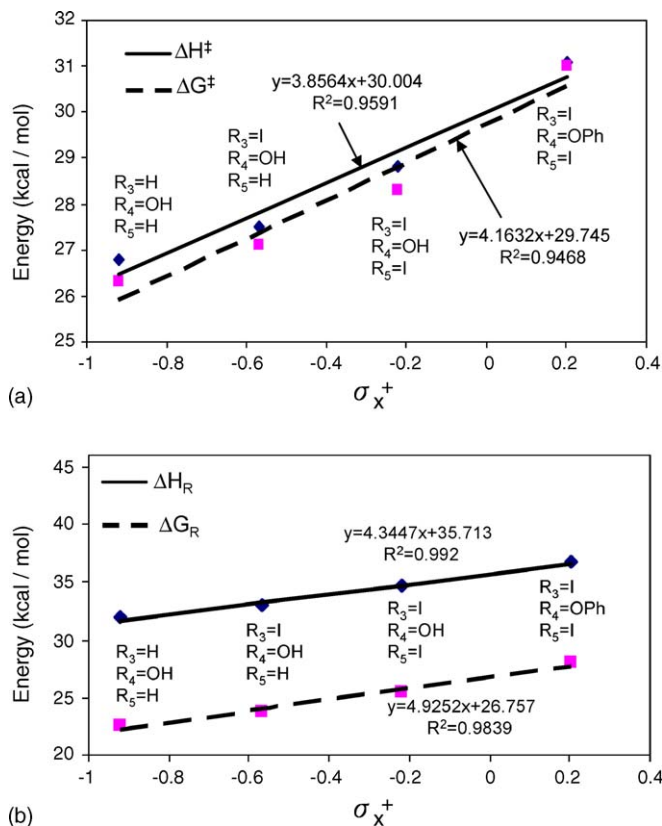 32
31
30
29
28
27
26
25
Energy (kcal / mol)
ΔH‡
ΔG‡
y=3.8564x+30.004
R²=0.9591
R₃=H
R₄=OH
R₅=H
R₃=I
R₄=OH
R₅=H
R₃=I
R₄=OH
R₅=I
R₃=I
R₄=OPh
R₅=I
y=4.1632x+29.745
R²=0.9468
-1 -0.8 -0.6 -0.4 -0.2 0 0.2 0.4
(a)
σₓ⁺
45
40
35
30
25
20
Energy (kcal / mol)
ΔH_R
ΔG_R
y=4.3447x+35.713
R²=0.992
R₃=H
R₄=OH
R₅=H
R₃=I
R₄=OH
R₅=H
R₃=I
R₄=OH
R₅=I
R₃=I
R₄=OPh
R₅=I
y=4.9252x+26.757
R²=0.9839
-1 -0.8 -0.6 -0.4 -0.2 0 0.2 0.4
(b)
σₓ⁺